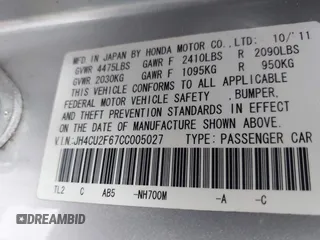 MFD. IN JAPAN BY HONDA MOTOR CO., LTD. 10/'11
GVWR 4475LBS GAWR F 2410LBS R 2090LBS
GVWR 2030KG GAWR F 1095KG R 950KG
THIS VEHICLE CONFORMS TO ALL APPLICABLE
FEDERAL MOTOR VEHICLE SAFETY, BUMPER,
AND THEFT PREVENTION STANDARDS IN EFFECT
ON THE DATE OF MANUFACTURE SHOWN ABOVE.
V.I.N.:JH4CU2F67CC005027 TYPE: PASSENGER CAR
TL2 C AB5 -NH700M -A -C
DREAMBID
DREAMBID.COM